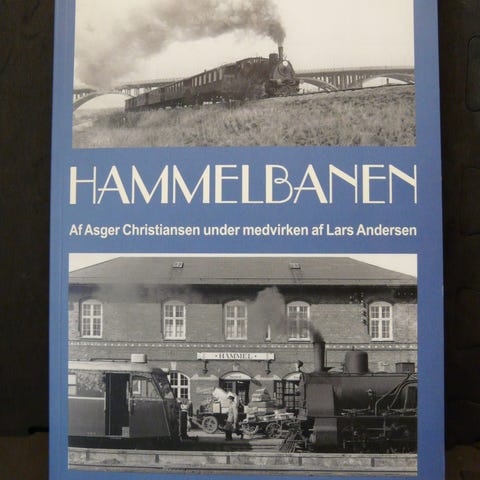 HAMMELBANEN
Af Asger Christiansen under medvirken af Lars Andersen
HAMMEL